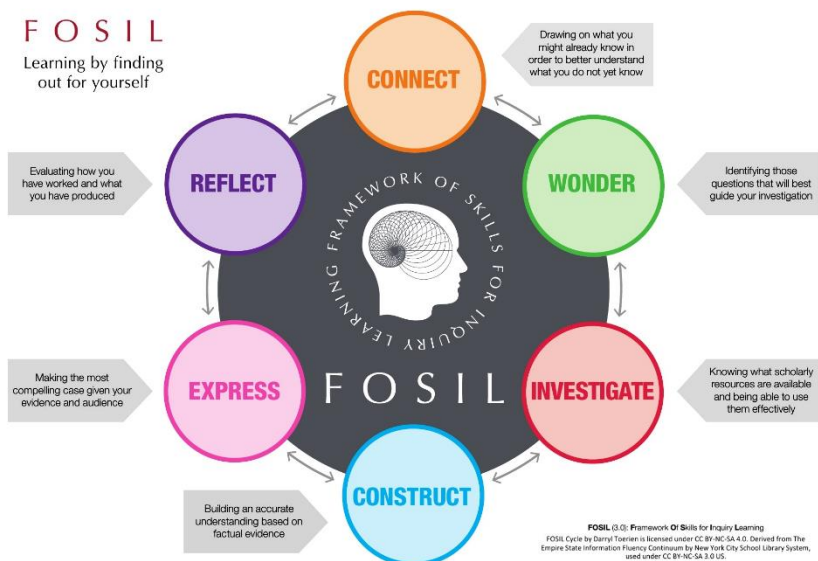 FOSIL
Learning by finding
out for yourself
CONNECT
Drawing on what you
might already know in
order to better understand
what you do not yet know
WONDER
Identifying those
questions that will best
guide your investigation
INVESTIGATE
Knowing what scholarly
resources are available
and being able to use
them effectively
CONSTRUCT
Building an accurate
understanding based on
factual evidence
EXPRESS
Making the most
compelling case given your
evidence and audience
REFLECT
Evaluating how you
have worked and what
you have produced
FRAMEWORK OF SKILLS FOR INQUIRY LEARNING
FOSIL
FOSIL (3.0): Framework Of Skills for Inquiry Learning
FOSIL Cycle by Darryl Toerien is licensed under CC BY-NC-SA 4.0. Derived from The
Empire State Information Fluency Continuum by New York City School Library System,
used under CC BY-NC-SA 3.0 US.